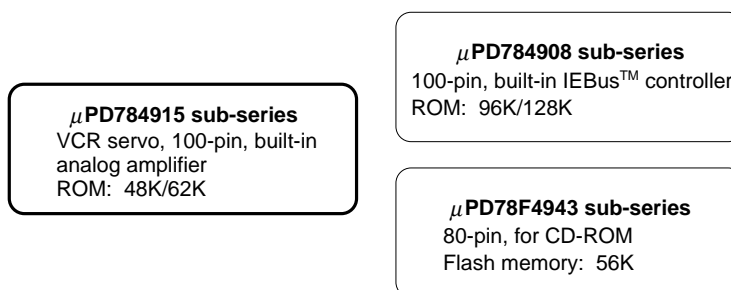 μPD784915 sub-series
VCR servo, 100-pin, built-in
analog amplifier
ROM: 48K/62K
μPD784908 sub-series
100-pin, built-in IEBus™ controller
ROM: 96K/128K
μPD78F4943 sub-series
80-pin, for CD-ROM
Flash memory: 56K